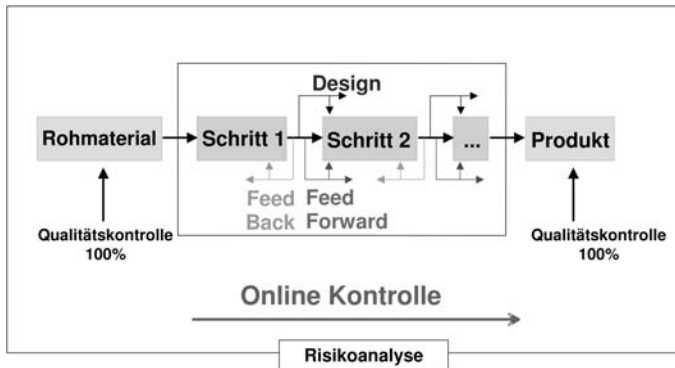 Design
Rohmaterial
Schritt 1
Schritt 2
...
Produkt
Feed
Back
Feed
Forward
Qualitätskontrolle
100%
Qualitätskontrolle
100%
Online Kontrolle
Risikoanalyse